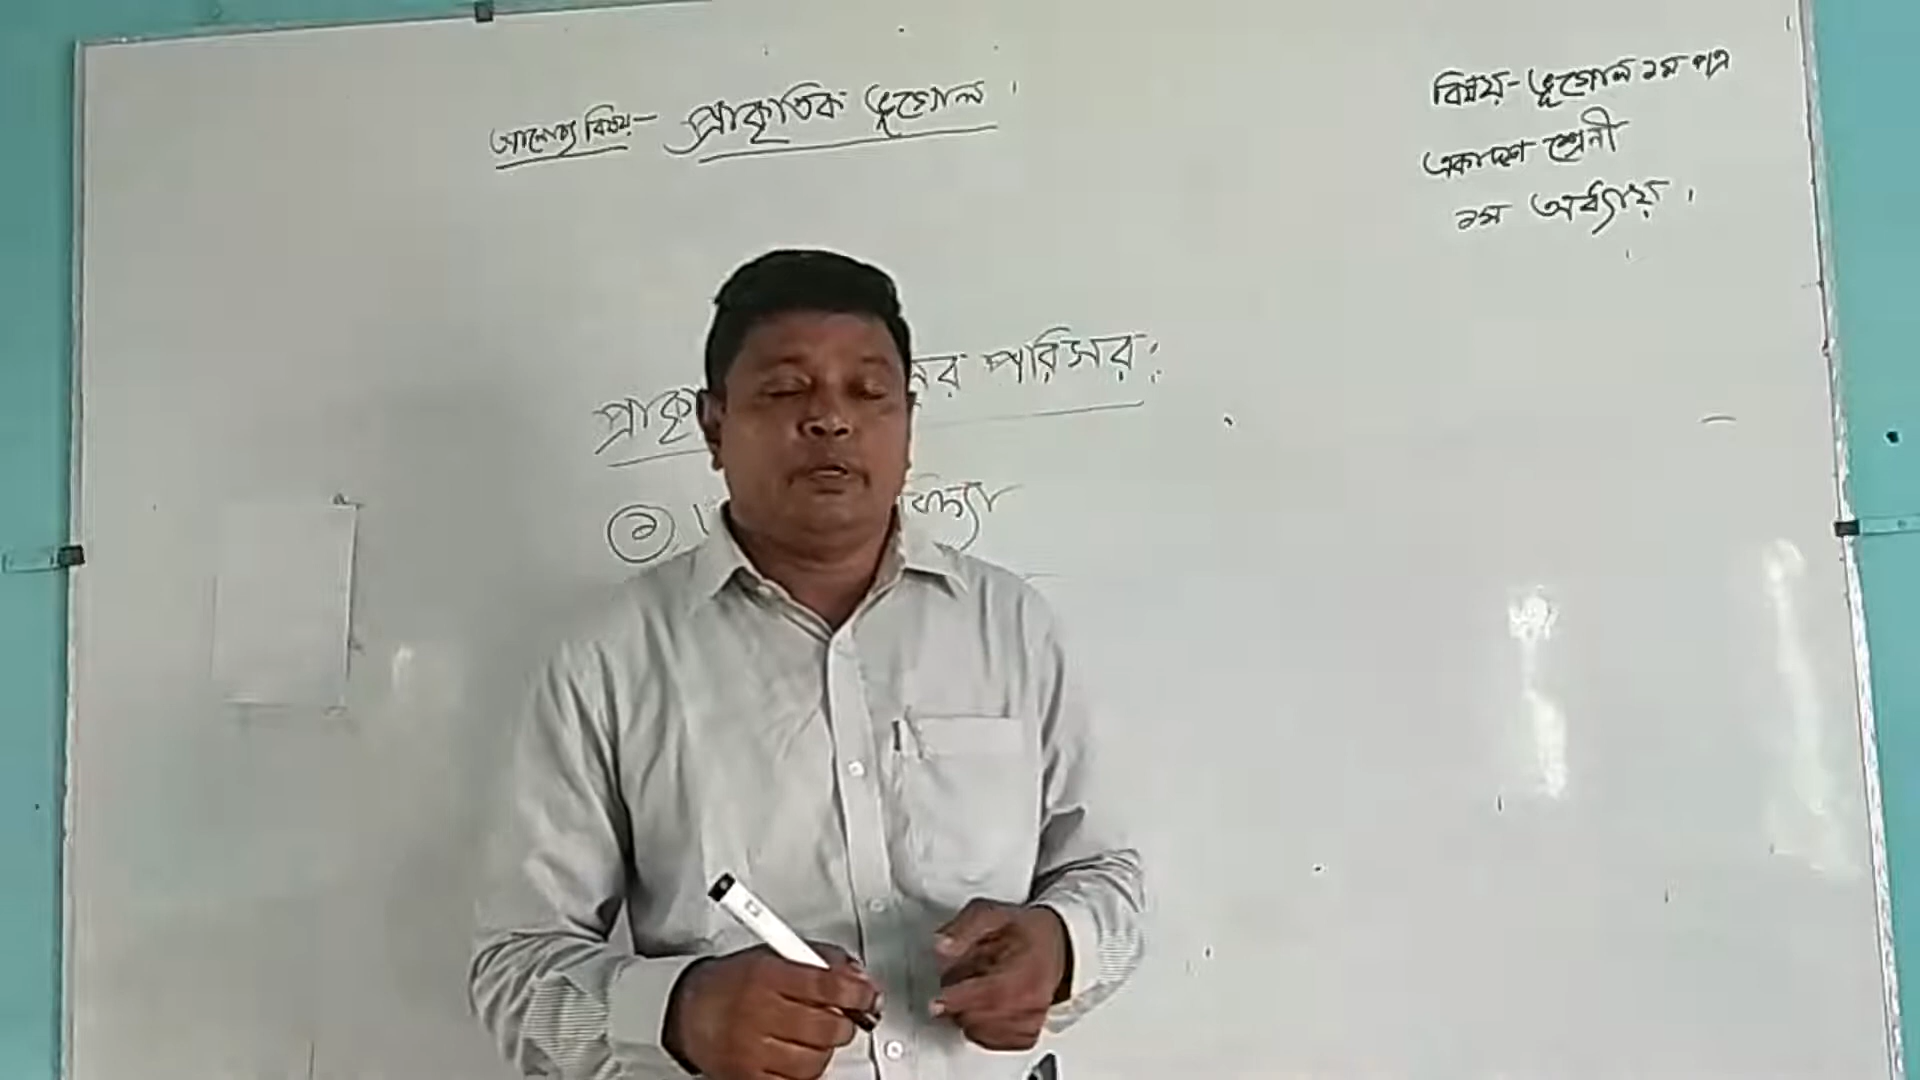 আলোচ্য বিষয়- প্রাকৃতিক ভূগোল ।
বিষয়-ভূগোল ১ম পত্র
একাদশ শ্রেনী
১ম অধ্যায় ।
পরিসর:
১